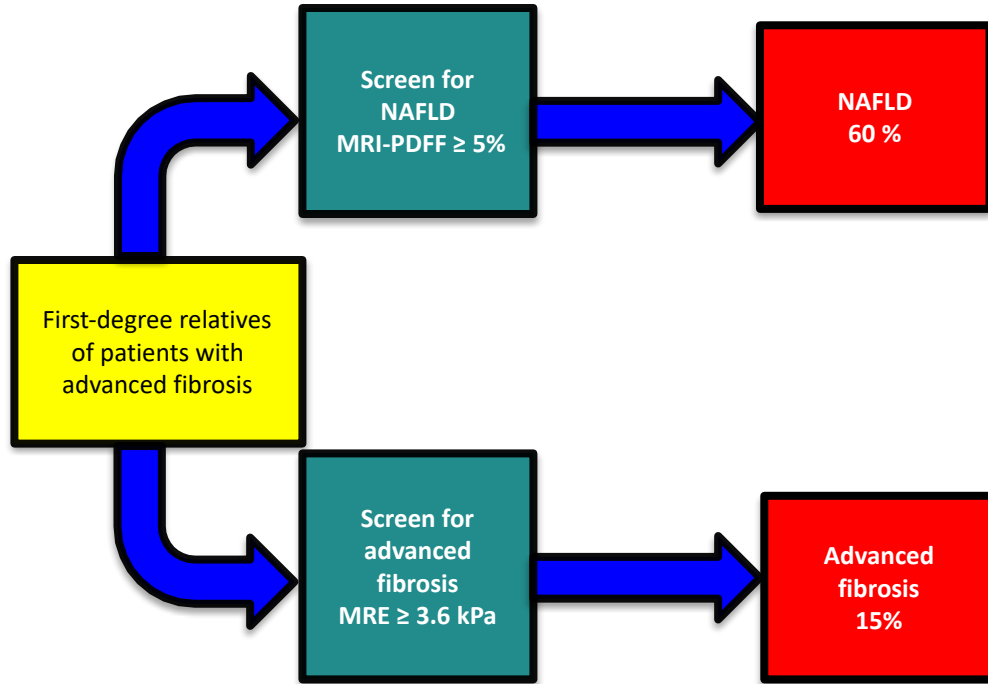 Screen for
NAFLD
MRI-PDFF ≥ 5%
NAFLD
60 %
First-degree relatives
of patients with
advanced fibrosis
Screen for
advanced
fibrosis
MRE ≥ 3.6 kPa
Advanced
fibrosis
15%